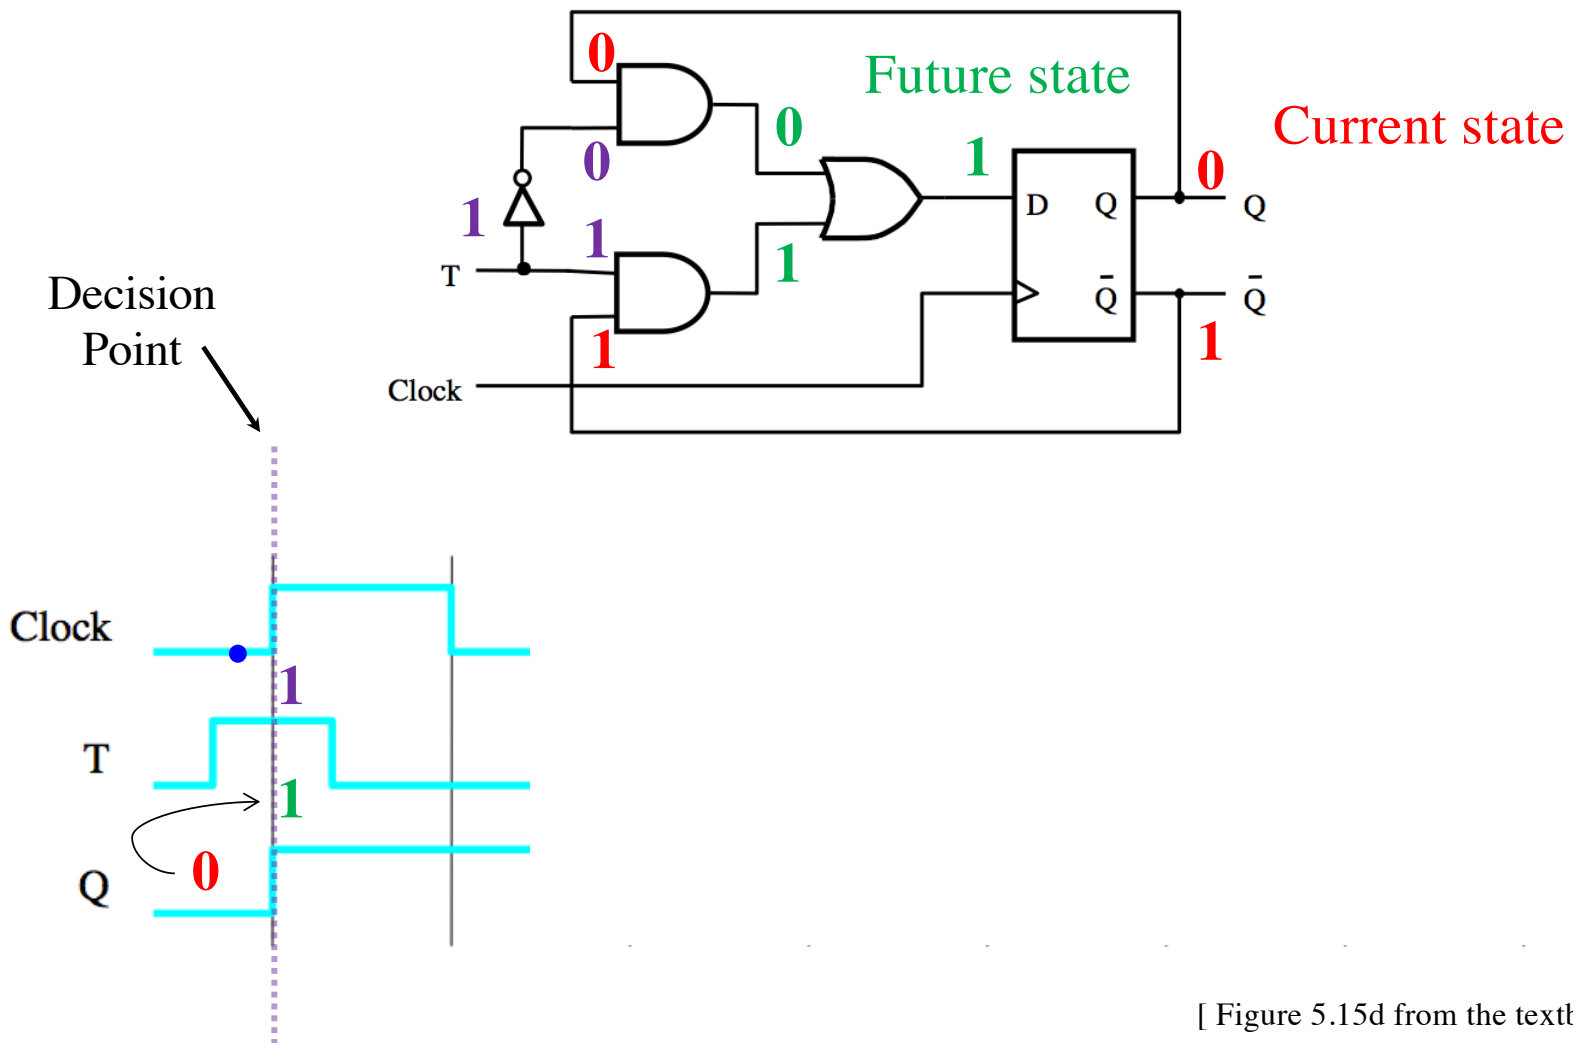 0
Future state
Current state
0
0
1
0
1
D
Q
Q
1
1
T
1
Q̄
Q̄
1
1
Decision
Point
Clock
Clock
1
T
1
0
Q
[ Figure 5.15d from the textb